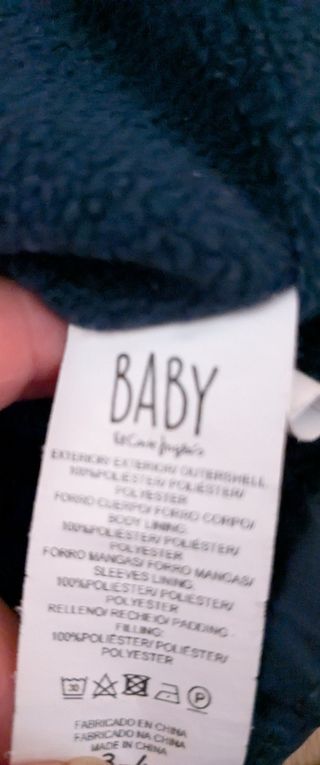 BABY
El Corte Inglés
EXTERIOR/ EXTERIOR/ OUTERSHELL:
100%POLIÉSTER/ POLIÉSTER/
POLYESTER
FORRO CUERPO/ FORRO CORPO/
BODY LINING:
100%POLIÉSTER/ POLIÉSTER/
POLYESTER
FORRO MANGAS/ FORRO MANGAS/
SLEEVES LINING:
100%POLIÉSTER/ POLIÉSTER/
POLYESTER
RELLENO/ RECHEIO/ PADDING -
FILLING:
100%POLIÉSTER/ POLIÉSTER/
POLYESTER
30 P
FABRICADO EN CHINA
FABRICADO NA CHINA
MADE IN CHINA